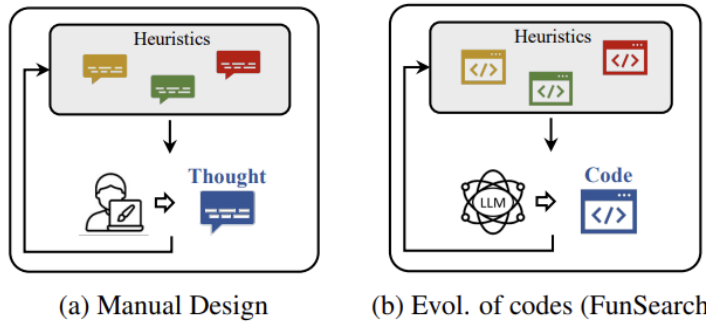 Heuristics
Thought
(a) Manual Design
Heuristics
</>
</>
</>
LLM
Code
</>
(b) Evol. of codes (FunSearch